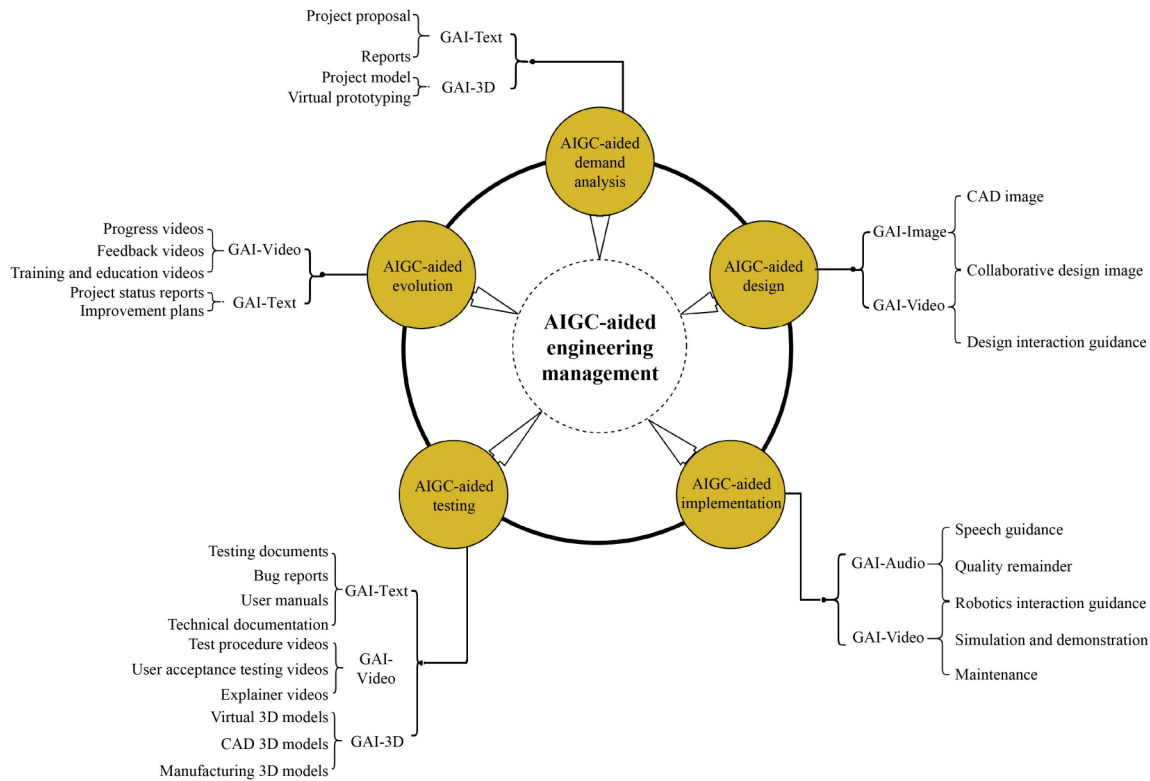 Project proposal
Reports
GAI-Text
Project model
Virtual prototyping
GAI-3D
AIGC-aided
demand
analysis
Progress videos
Feedback videos
Training and education videos
GAI-Video
Project status reports
Improvement plans
GAI-Text
AIGC-aided
evolution
AIGC-aided
design
GAI-Image
GAI-Video
CAD image
Collaborative design image
Design interaction guidance
AIGC-aided
engineering
management
AIGC-aided
testing
AIGC-aided
implementation
Testing documents
Bug reports
User manuals
Technical documentation
GAI-Text
Test procedure videos
User acceptance testing videos
Explainer videos
GAI-
Video
Virtual 3D models
CAD 3D models
Manufacturing 3D models
GAI-3D
GAI-Audio
GAI-Video
Speech guidance
Quality remainder
Robotics interaction guidance
Simulation and demonstration
Maintenance